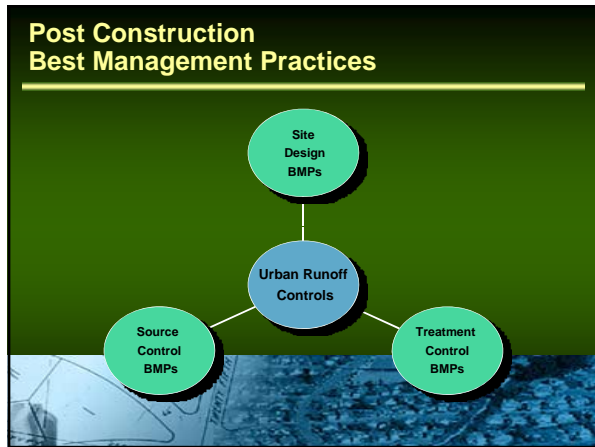 Post Construction
Best Management Practices
Site
Design
BMPs
Urban Runoff
Controls
Source
Control
BMPs
Treatment
Control
BMPs